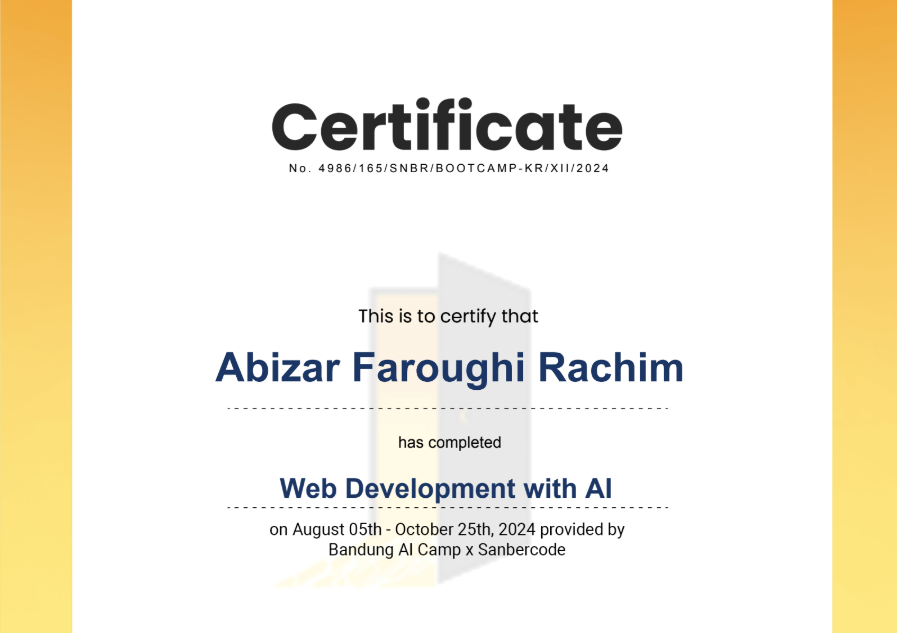 Certificate
No. 4986/165/SNBR/BOOTCAMP-KR/XII/2024
This is to certify that
Abizar Faroughi Rachim
has completed
Web Development with AI
on August 05th - October 25th, 2024 provided by
Bandung AI Camp x Sanbercode